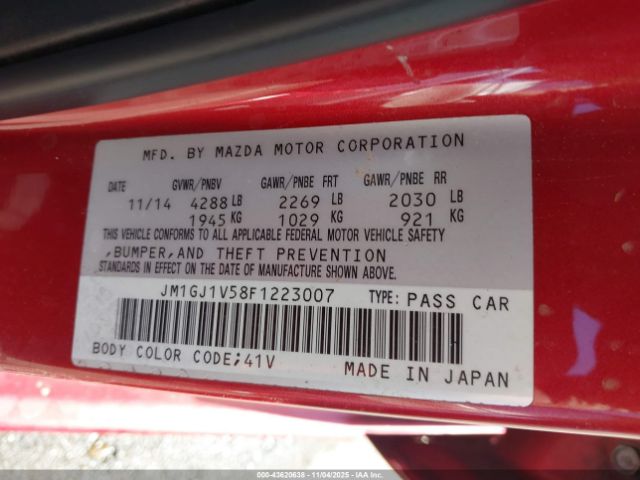 MFD. BY MAZDA MOTOR CORPORATION
DATE GVWR/PNBV GAWR/PNBE FRT GAWR/PNBE RR
11/14 4288 LB 2269 LB 2030 LB
1945 KG 1029 KG 921 KG
THIS VEHICLE CONFORMS TO ALL APPLICABLE FEDERAL MOTOR VEHICLE SAFETY
,BUMPER,AND THEFT PREVENTION
STANDARDS IN EFFECT ON THE DATE OF MANUFACTURE SHOWN ABOVE.
JM1GJ1V58F1223007 TYPE: PASS CAR
BODY COLOR CODE;41V MADE IN JAPAN
© IAA 43620638 - 11/04/2025 - IAAI.COM